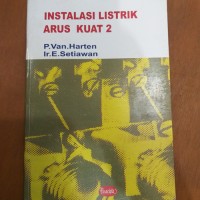 INSTALASI LISTRIK
ARUS KUAT 2
P.Van.Harten
Ir.E.Setiawan